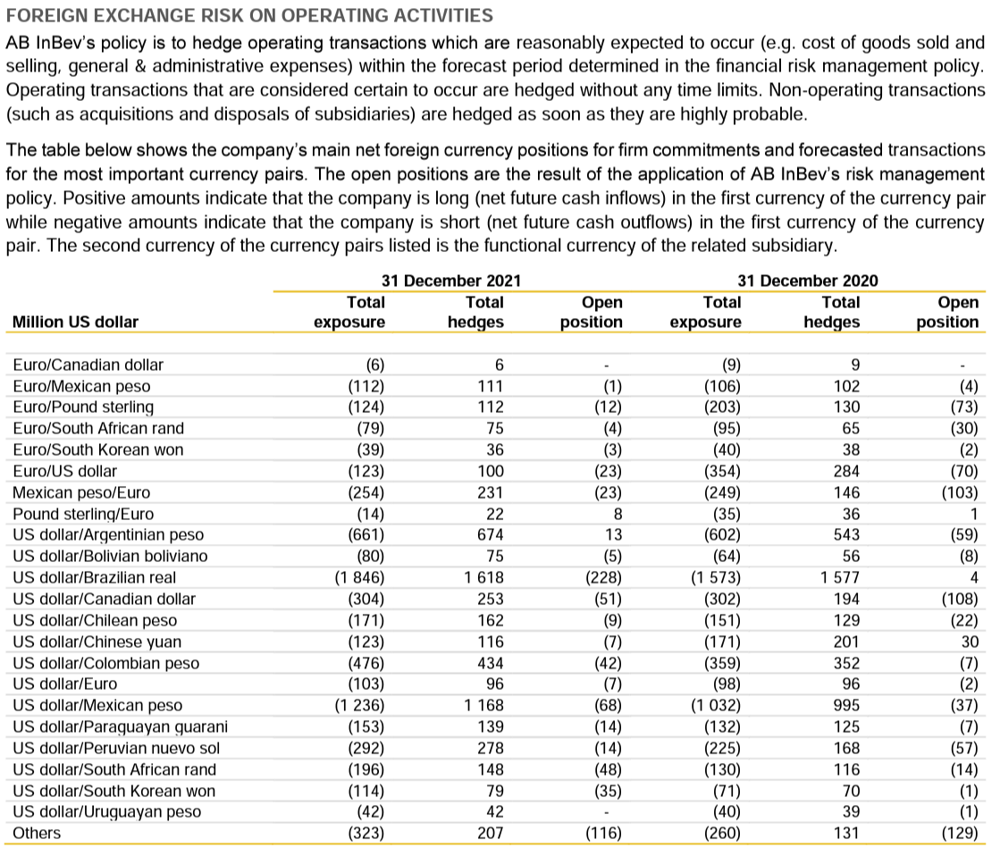 FOREIGN EXCHANGE RISK ON OPERATING ACTIVITIES
AB InBev’s policy is to hedge operating transactions which are reasonably expected to occur (e.g. cost of goods sold and
selling, general & administrative expenses) within the forecast period determined in the financial risk management policy.
Operating transactions that are considered certain to occur are hedged without any time limits. Non-operating transactions
(such as acquisitions and disposals of subsidiaries) are hedged as soon as they are highly probable.
The table below shows the company’s main net foreign currency positions for firm commitments and forecasted transactions
for the most important currency pairs. The open positions are the result of the application of AB InBev’s risk management
policy. Positive amounts indicate that the company is long (net future cash inflows) in the first currency of the currency pair
while negative amounts indicate that the company is short (net future cash outflows) in the first currency of the currency
pair. The second currency of the currency pairs listed is the functional currency of the related subsidiary.
31 December 2021 31 December 2020
Total Total Open Total Total Open
Million US dollar exposure hedges position exposure hedges position
Euro/Canadian dollar (6) 6 - (9) 9 -
Euro/Mexican peso (112) 111 (1) (106) 102 (4)
Euro/Pound sterling (124) 112 (12) (203) 130 (73)
Euro/South African rand (79) 75 (4) (95) 65 (30)
Euro/South Korean won (39) 36 (3) (40) 38 (2)
Euro/US dollar (123) 100 (23) (354) 284 (70)
Mexican peso/Euro (254) 231 (23) (249) 146 (103)
Pound sterling/Euro (14) 22 8 (35) 36 1
US dollar/Argentinian peso (661) 674 13 (602) 543 (59)
US dollar/Bolivian boliviano (80) 75 (5) (64) 56 (8)
US dollar/Brazilian real (1 846) 1 618 (228) (1 573) 1 577 4
US dollar/Canadian dollar (304) 253 (51) (302) 194 (108)
US dollar/Chilean peso (171) 162 (9) (151) 129 (22)
US dollar/Chinese yuan (123) 116 (7) (171) 201 30
US dollar/Colombian peso (476) 434 (42) (359) 352 (7)
US dollar/Euro (103) 96 (7) (98) 96 (2)
US dollar/Mexican peso (1 236) 1 168 (68) (1 032) 995 (37)
US dollar/Paraguayan guarani (153) 139 (14) (132) 125 (7)
US dollar/Peruvian nuevo sol (292) 278 (14) (225) 168 (57)
US dollar/South African rand (196) 148 (48) (130) 116 (14)
US dollar/South Korean won (114) 79 (35) (71) 70 (1)
US dollar/Uruguayan peso (42) 42 - (40) 39 (1)
Others (323) 207 (116) (260) 131 (129)